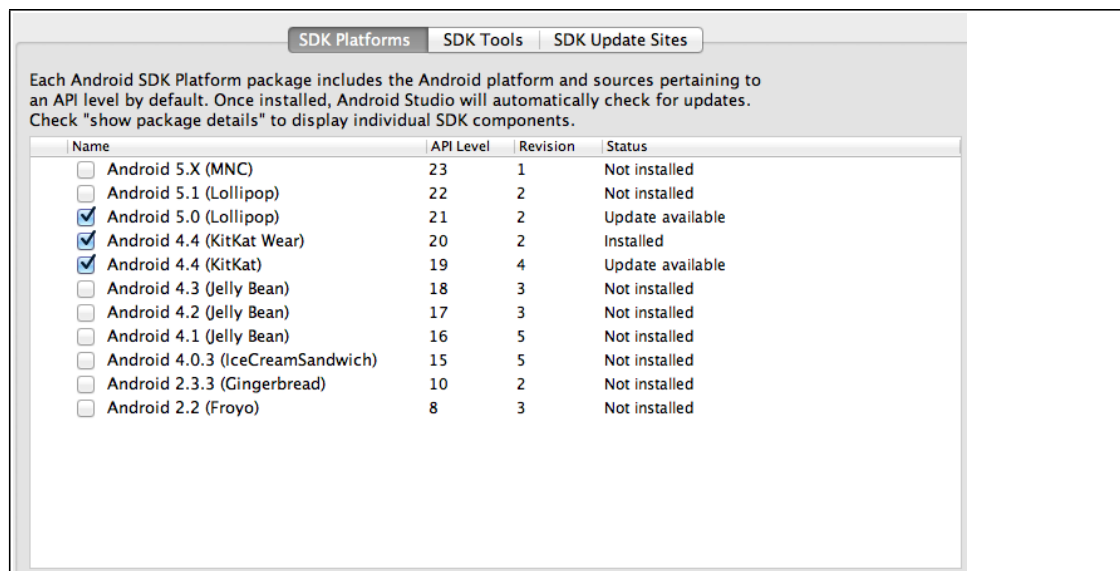 SDK Platforms SDK Tools SDK Update Sites
Each Android SDK Platform package includes the Android platform and sources pertaining to
an API level by default. Once installed, Android Studio will automatically check for updates.
Check "show package details" to display individual SDK components.
Name API Level Revision Status
Android 5.X (MNC) 23 1 Not installed
Android 5.1 (Lollipop) 22 2 Not installed
Android 5.0 (Lollipop) 21 2 Update available
Android 4.4 (KitKat Wear) 20 2 Installed
Android 4.4 (KitKat) 19 4 Update available
Android 4.3 (Jelly Bean) 18 3 Not installed
Android 4.2 (Jelly Bean) 17 3 Not installed
Android 4.1 (Jelly Bean) 16 5 Not installed
Android 4.0.3 (IceCreamSandwich) 15 5 Not installed
Android 2.3.3 (Gingerbread) 10 2 Not installed
Android 2.2 (Froyo) 8 3 Not installed